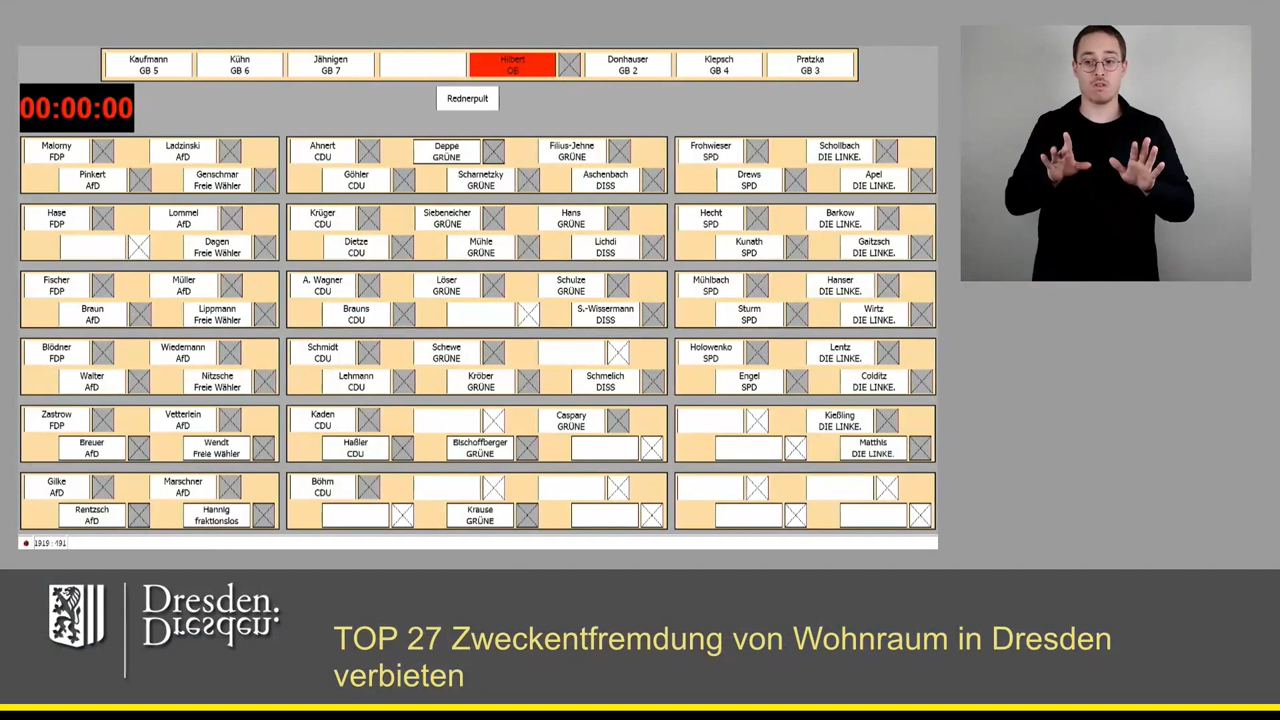 Kaufmann
GB 5
Kühn
GB 6
Jähnigen
GB 7
Hilbert
OB
Donhauser
GB 2
Klepsch
GB 4
Pratzka
GB 3
00:00:00
Rednerpult
Malorny
FDP
Ladzinski
AfD
Pinkert
AfD
Genschmar
Freie Wähler
Ahnert
CDU
Deppe
GRÜNE
Filius-Jehne
GRÜNE
Göhler
CDU
Scharnetzky
GRÜNE
Aschenbach
DISS
Frohwieser
SPD
Schollbach
DIE LINKE.
Drews
SPD
Apel
DIE LINKE.
Hase
FDP
Lommel
AfD
Dagen
Freie Wähler
Krüger
CDU
Siebeneicher
GRÜNE
Hans
GRÜNE
Dietze
CDU
Mühle
GRÜNE
Lichdi
DISS
Hecht
SPD
Barkow
DIE LINKE.
Kunath
SPD
Gaitzsch
DIE LINKE.
Fischer
FDP
Müller
AfD
Braun
AfD
Lippmann
Freie Wähler
A. Wagner
CDU
Löser
GRÜNE
Schulze
GRÜNE
Brauns
CDU
S.-Wissermann
DISS
Mühlbach
SPD
Hanser
DIE LINKE.
Sturm
SPD
Wirtz
DIE LINKE.
Blödner
FDP
Wiedemann
AfD
Walter
AfD
Nitzsche
Freie Wähler
Schmidt
CDU
Schewe
GRÜNE
Lehmann
CDU
Kröber
GRÜNE
Schmelich
DISS
Holowenko
SPD
Lentz
DIE LINKE.
Engel
SPD
Colditz
DIE LINKE.
Zastrow
FDP
Vetterlein
AfD
Breuer
AfD
Wendt
Freie Wähler
Kaden
CDU
Caspary
GRÜNE
Haßler
CDU
Bischoffberger
GRÜNE
Kießling
DIE LINKE.
Matthis
DIE LINKE.
Gilke
AfD
Marschner
AfD
Rentzsch
AfD
Hannig
fraktionslos
Böhm
CDU
Krause
GRÜNE
1919 : 491
Dresden.
Dresden.
TOP 27 Zweckentfremdung von Wohnraum in Dresden
verbieten